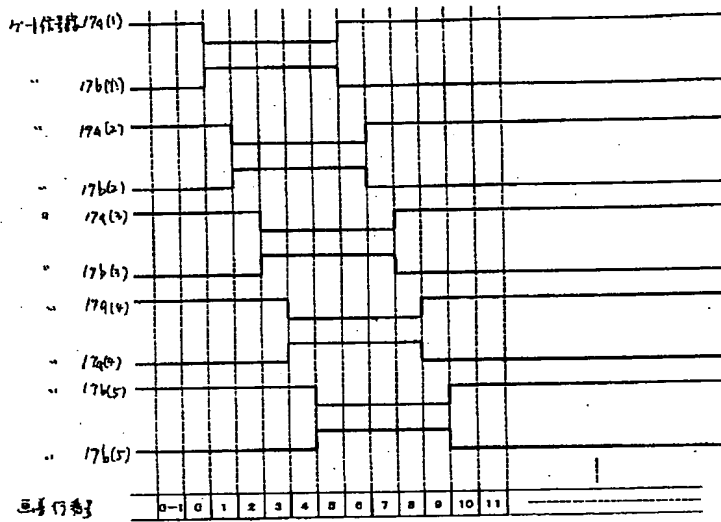 ゲート信号線 17a(1)
〃 17b(1)
〃 17a(2)
〃 17b(2)
〃 17a(3)
〃 17b(3)
〃 17a(4)
〃 17a(4)
〃 17b(5)
〃 17b(5)
画素行番号 0-1 0 1 2 3 4 5 6 7 8 9 10 11